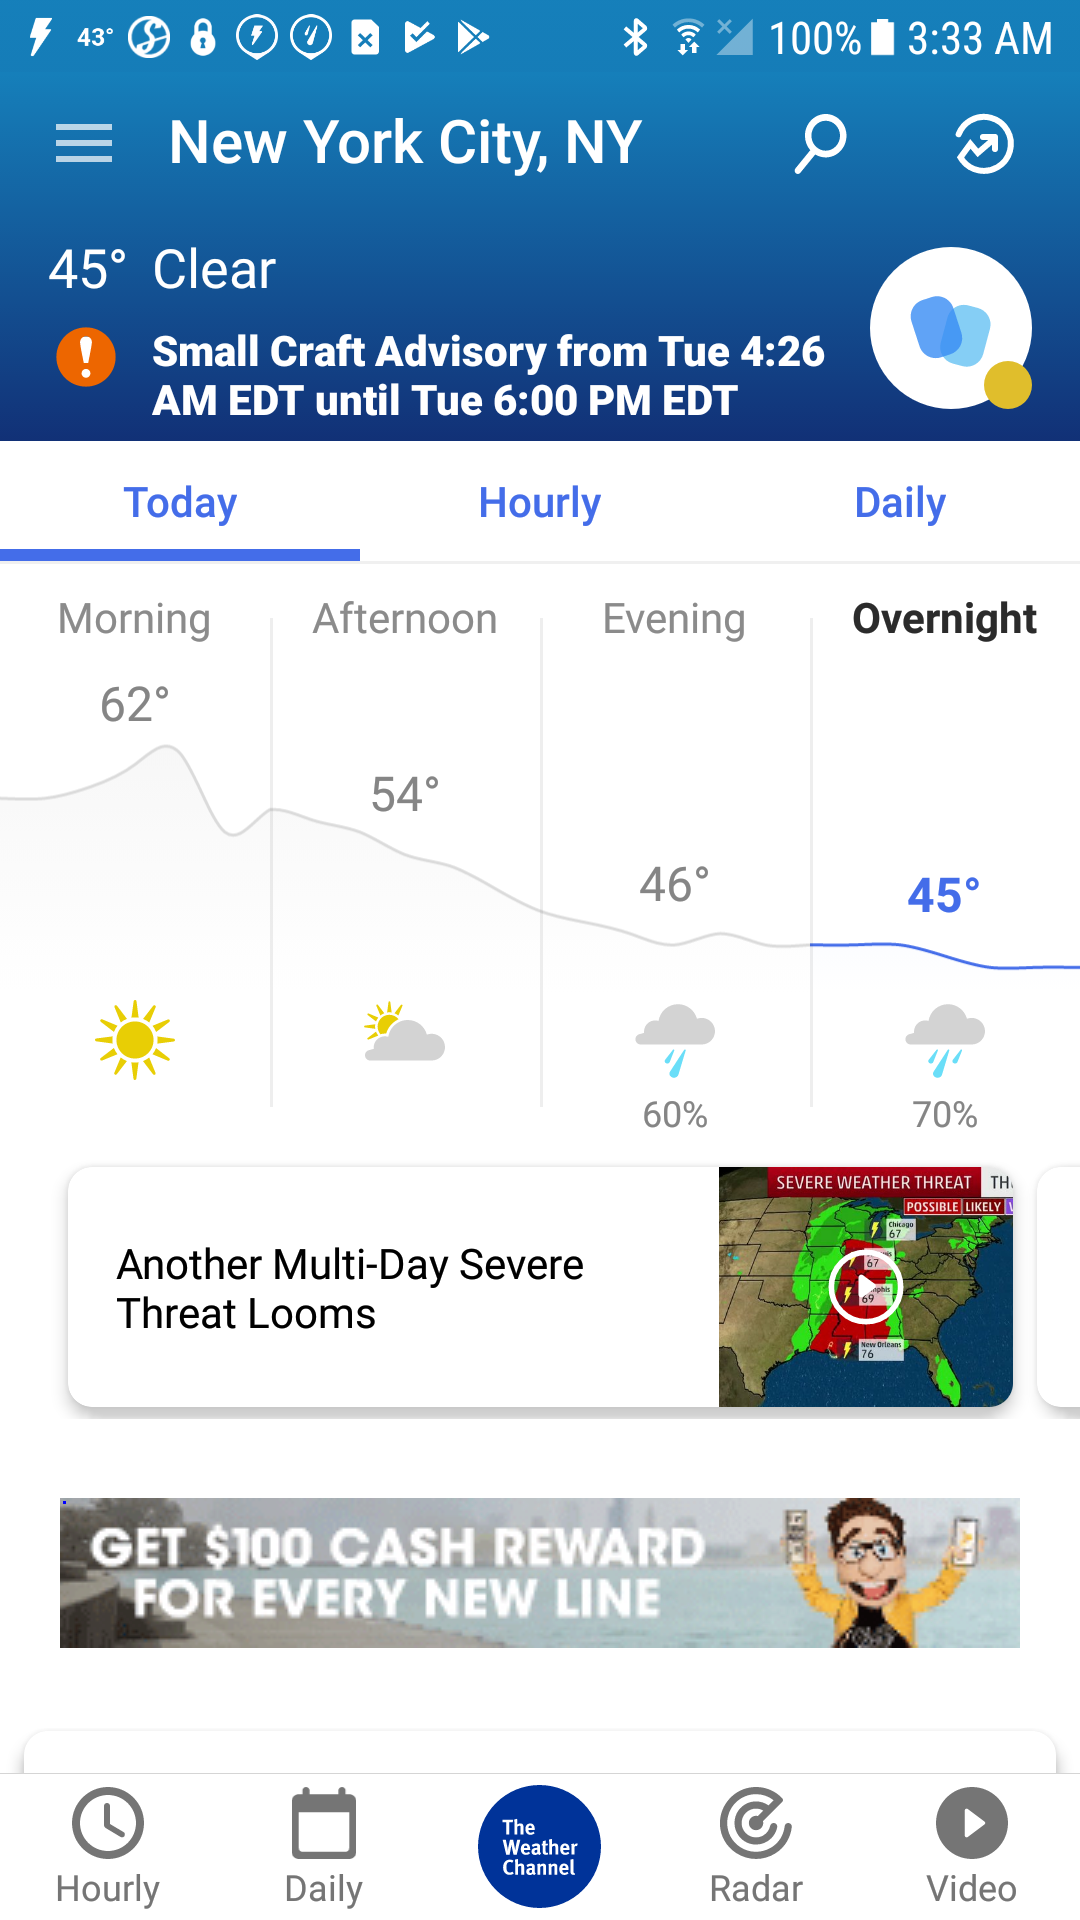 43° 100% 3:33 AM
New York City, NY
45° Clear
Small Craft Advisory from Tue 4:26
AM EDT until Tue 6:00 PM EDT
Today Hourly Daily
Morning Afternoon Evening Overnight
62°
54°
46°
45°
60% 70%
Another Multi-Day Severe
Threat Looms
SEVERE WEATHER THREAT
POSSIBLE LIKELY
Chicago
67
67
69
New Orleans
76
GET $100 CASH REWARD
FOR EVERY NEW LINE
Hourly
Daily
The
Weather
Channel
Radar
Video